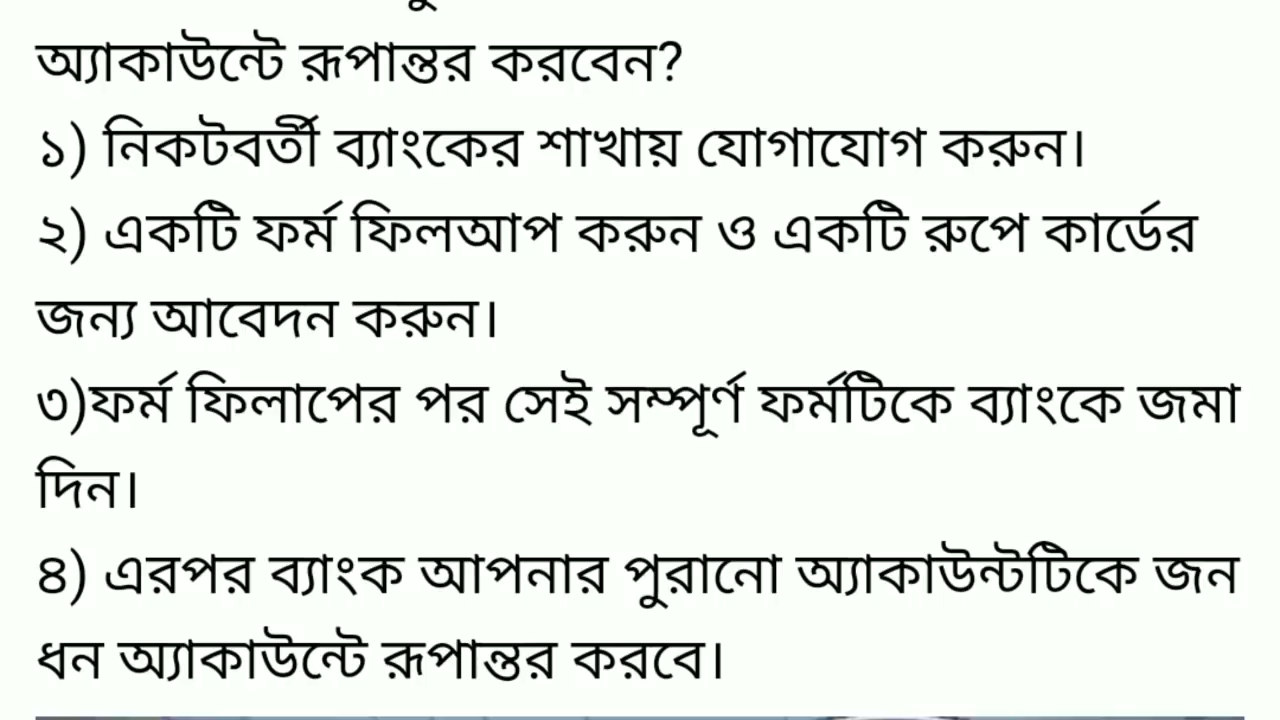 অ্যাকাউন্টে রূপান্তর করবেন?
১) নিকটবর্তী ব্যাংকের শাখায় যোগাযোগ করুন।
২) একটি ফর্ম ফিলআপ করুন ও একটি রুপে কার্ডের
জন্য আবেদন করুন।
৩)ফর্ম ফিলাপের পর সেই সম্পূর্ণ ফর্মটিকে ব্যাংকে জমা
দিন।
৪) এরপর ব্যাংক আপনার পুরানো অ্যাকাউন্টটিকে জন
ধন অ্যাকাউন্টে রূপান্তর করবে।